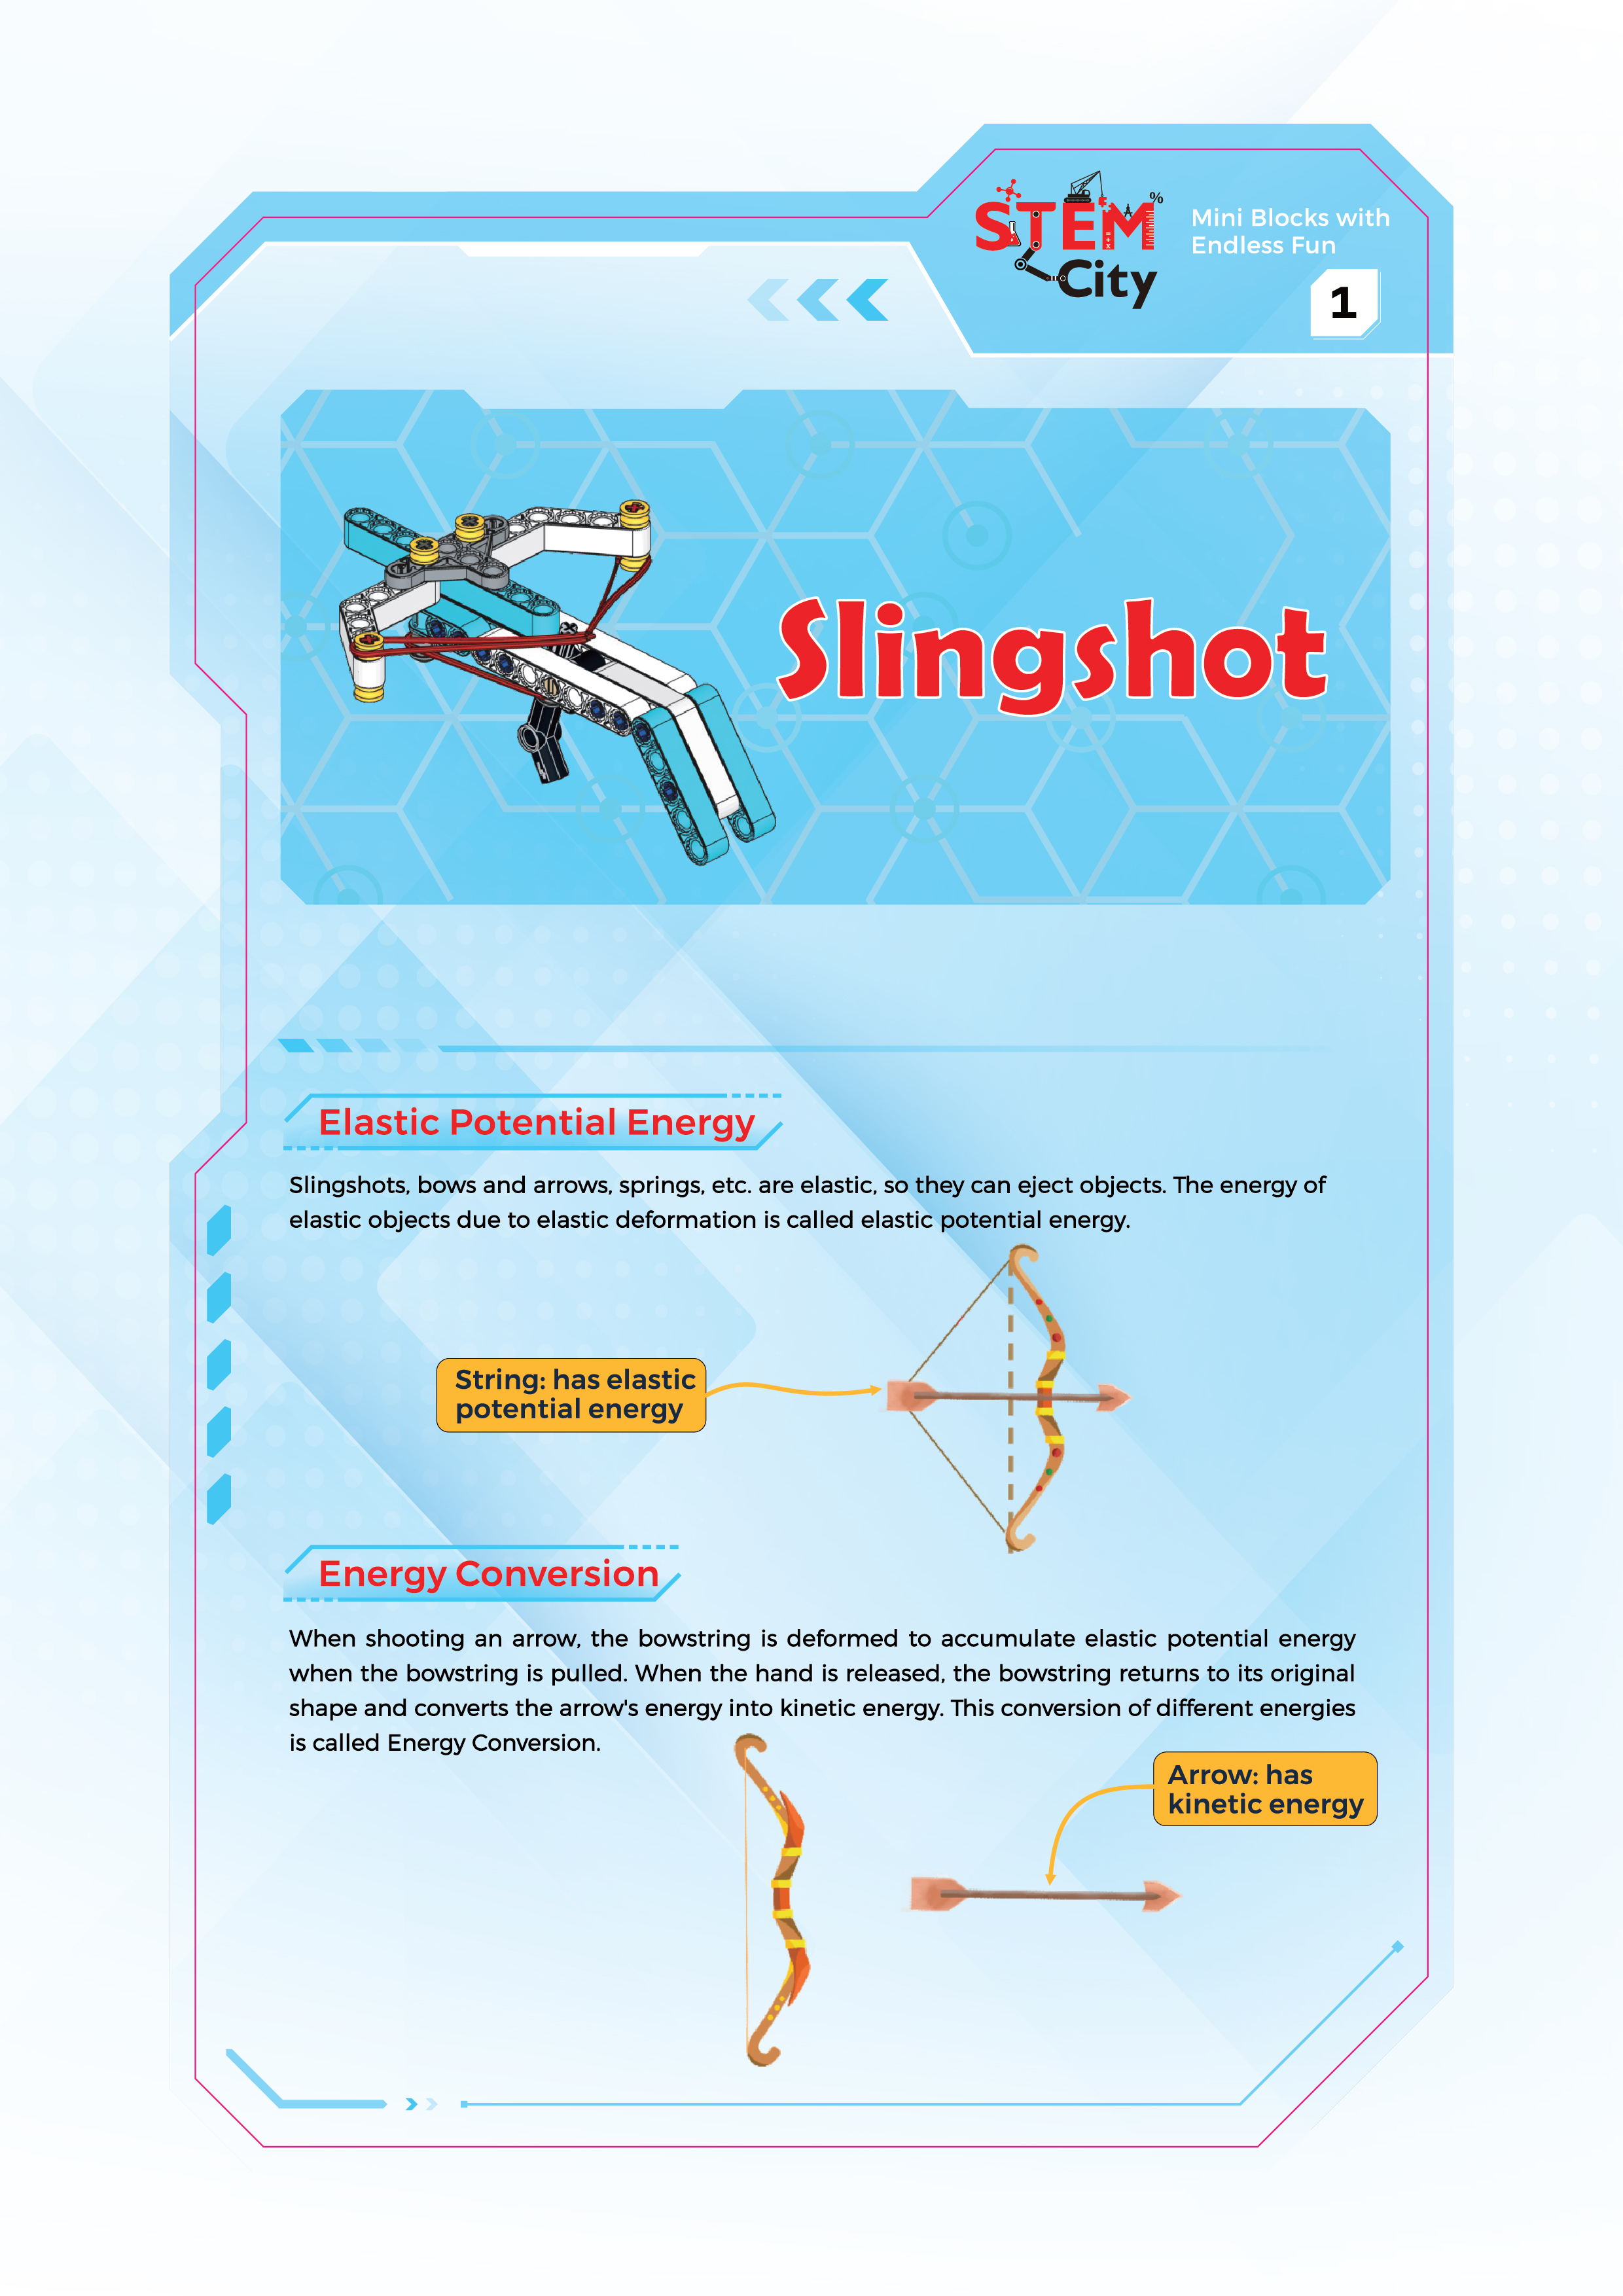 STEM
%
City
Mini Blocks with
Endless Fun
1
Slingshot
Elastic Potential Energy
Slingshots, bows and arrows, springs, etc. are elastic, so they can eject objects. The energy of
elastic objects due to elastic deformation is called elastic potential energy.
String: has elastic
potential energy
Energy Conversion
When shooting an arrow, the bowstring is deformed to accumulate elastic potential energy
when the bowstring is pulled. When the hand is released, the bowstring returns to its original
shape and converts the arrow's energy into kinetic energy. This conversion of different energies
is called Energy Conversion.
Arrow: has
kinetic energy